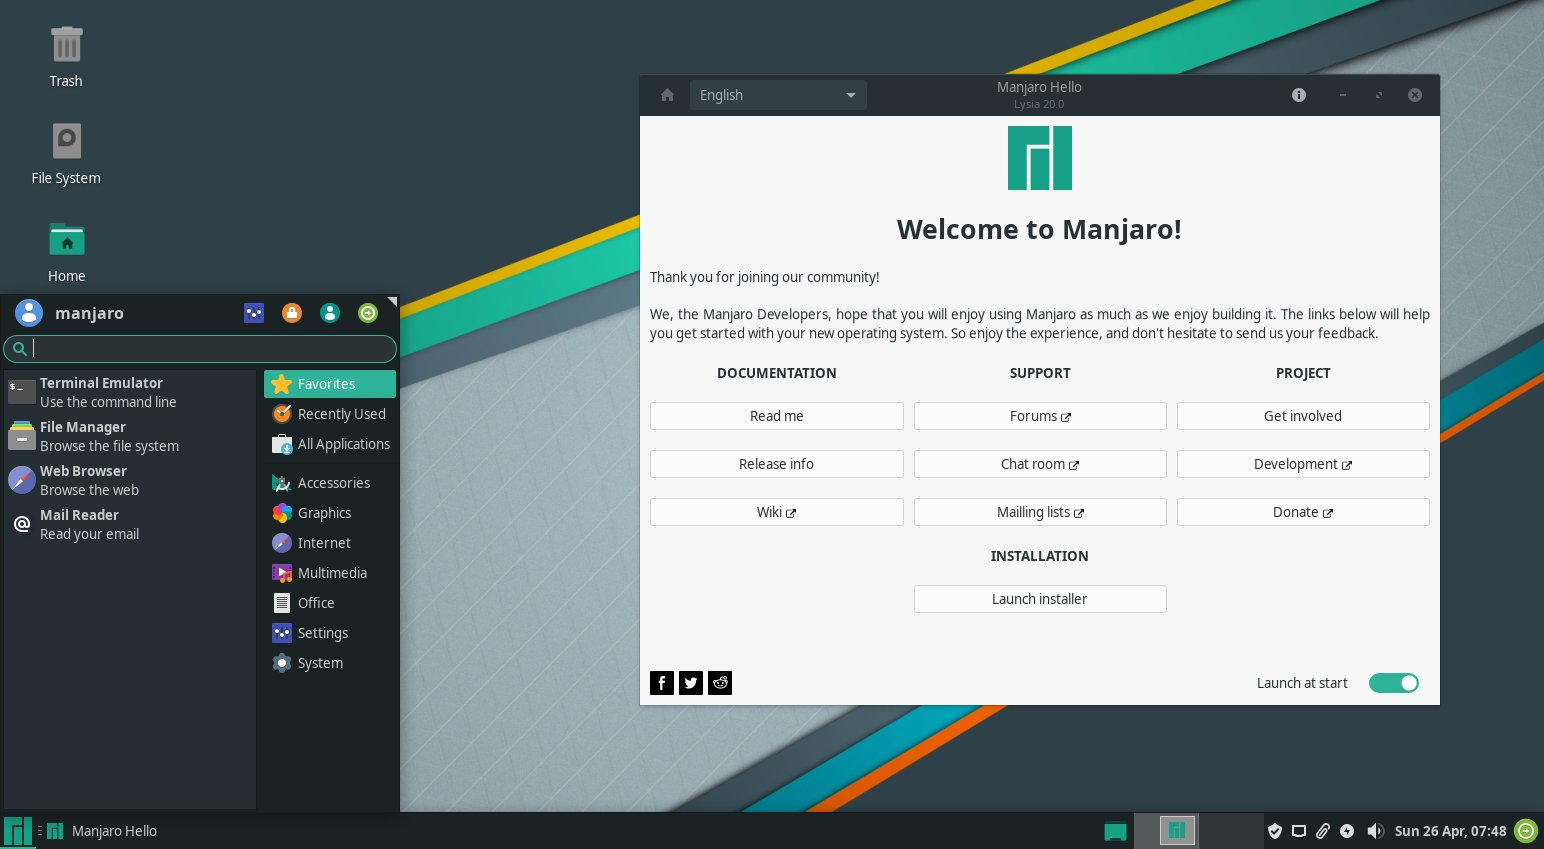 Trash
File System
Home
manjaro
Terminal Emulator
Use the command line
File Manager
Browse the file system
Web Browser
Browse the web
Mail Reader
Read your email
Favorites
Recently Used
All Applications
Accessories
Graphics
Internet
Multimedia
Office
Settings
System
English
Manjaro Hello
Lysia 20.0
Welcome to Manjaro!
Thank you for joining our community!
We, the Manjaro Developers, hope that you will enjoy using Manjaro as much as we enjoy building it. The links below will help
you get started with your new operating system. So enjoy the experience, and don't hesitate to send us your feedback.
DOCUMENTATION
SUPPORT
PROJECT
Read me
Forums
Get involved
Release info
Chat room
Development
Wiki
Mailling lists
Donate
INSTALLATION
Launch installer
Launch at start
Manjaro Hello
Sun 26 Apr, 07:48